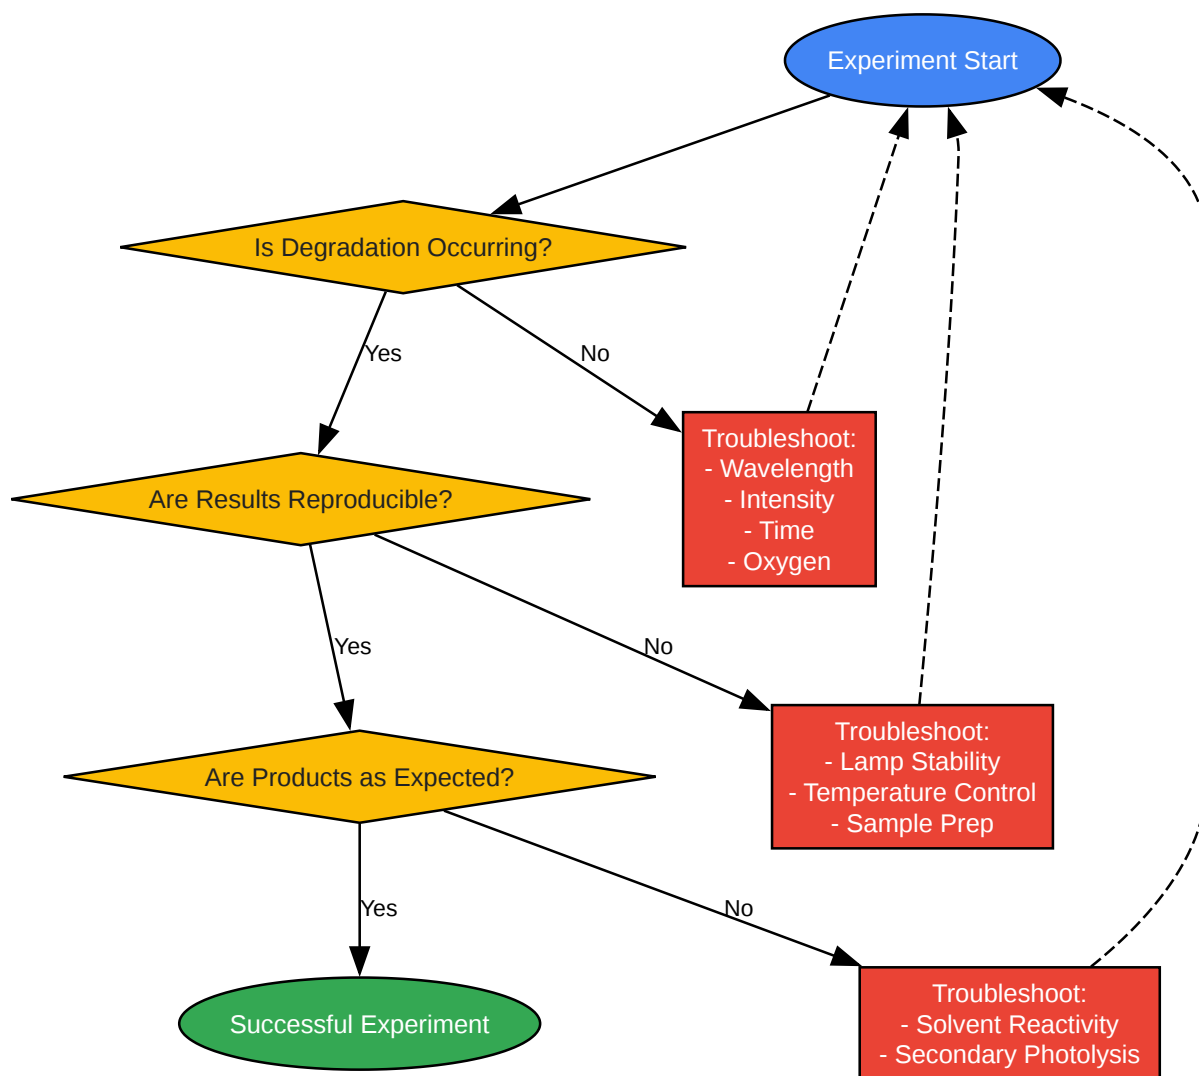 Experiment Start
Is Degradation Occurring?
Yes
No
Troubleshoot:
- Wavelength
- Intensity
- Time
- Oxygen
Are Results Reproducible?
Yes
No
Troubleshoot:
- Lamp Stability
- Temperature Control
- Sample Prep
Are Products as Expected?
Yes
No
Successful Experiment
Troubleshoot:
- Solvent Reactivity
- Secondary Photolysis